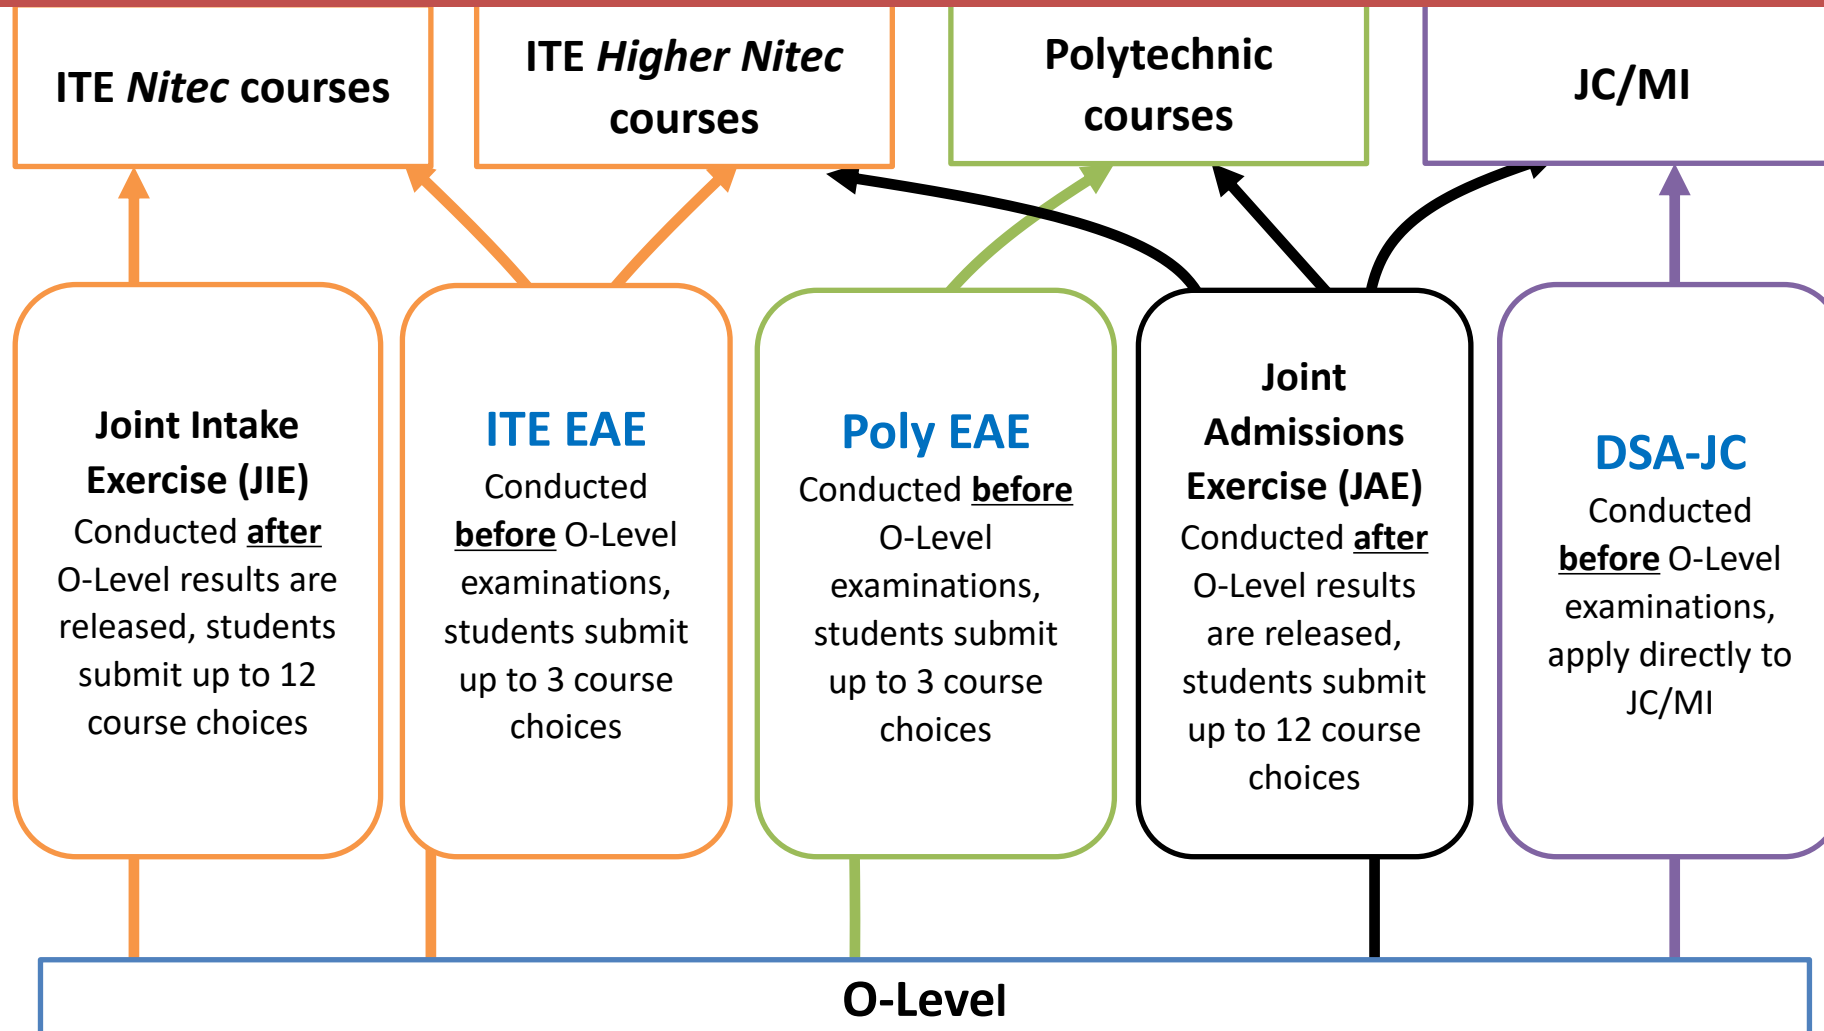 ITE Nitec courses
ITE Higher Nitec
courses
Polytechnic
courses
JC/MI
Joint Intake
Exercise (JIE)
Conducted after
O-Level results are
released, students
submit up to 12
course choices
ITE EAE
Conducted
before O-Level
examinations,
students submit
up to 3 course
choices
Poly EAE
Conducted before
O-Level
examinations,
students submit
up to 3 course
choices
Joint
Admissions
Exercise (JAE)
Conducted after
O-Level results
are released,
students submit
up to 12 course
choices
DSA-JC
Conducted
before O-Level
examinations,
apply directly to
JC/MI
O-Level